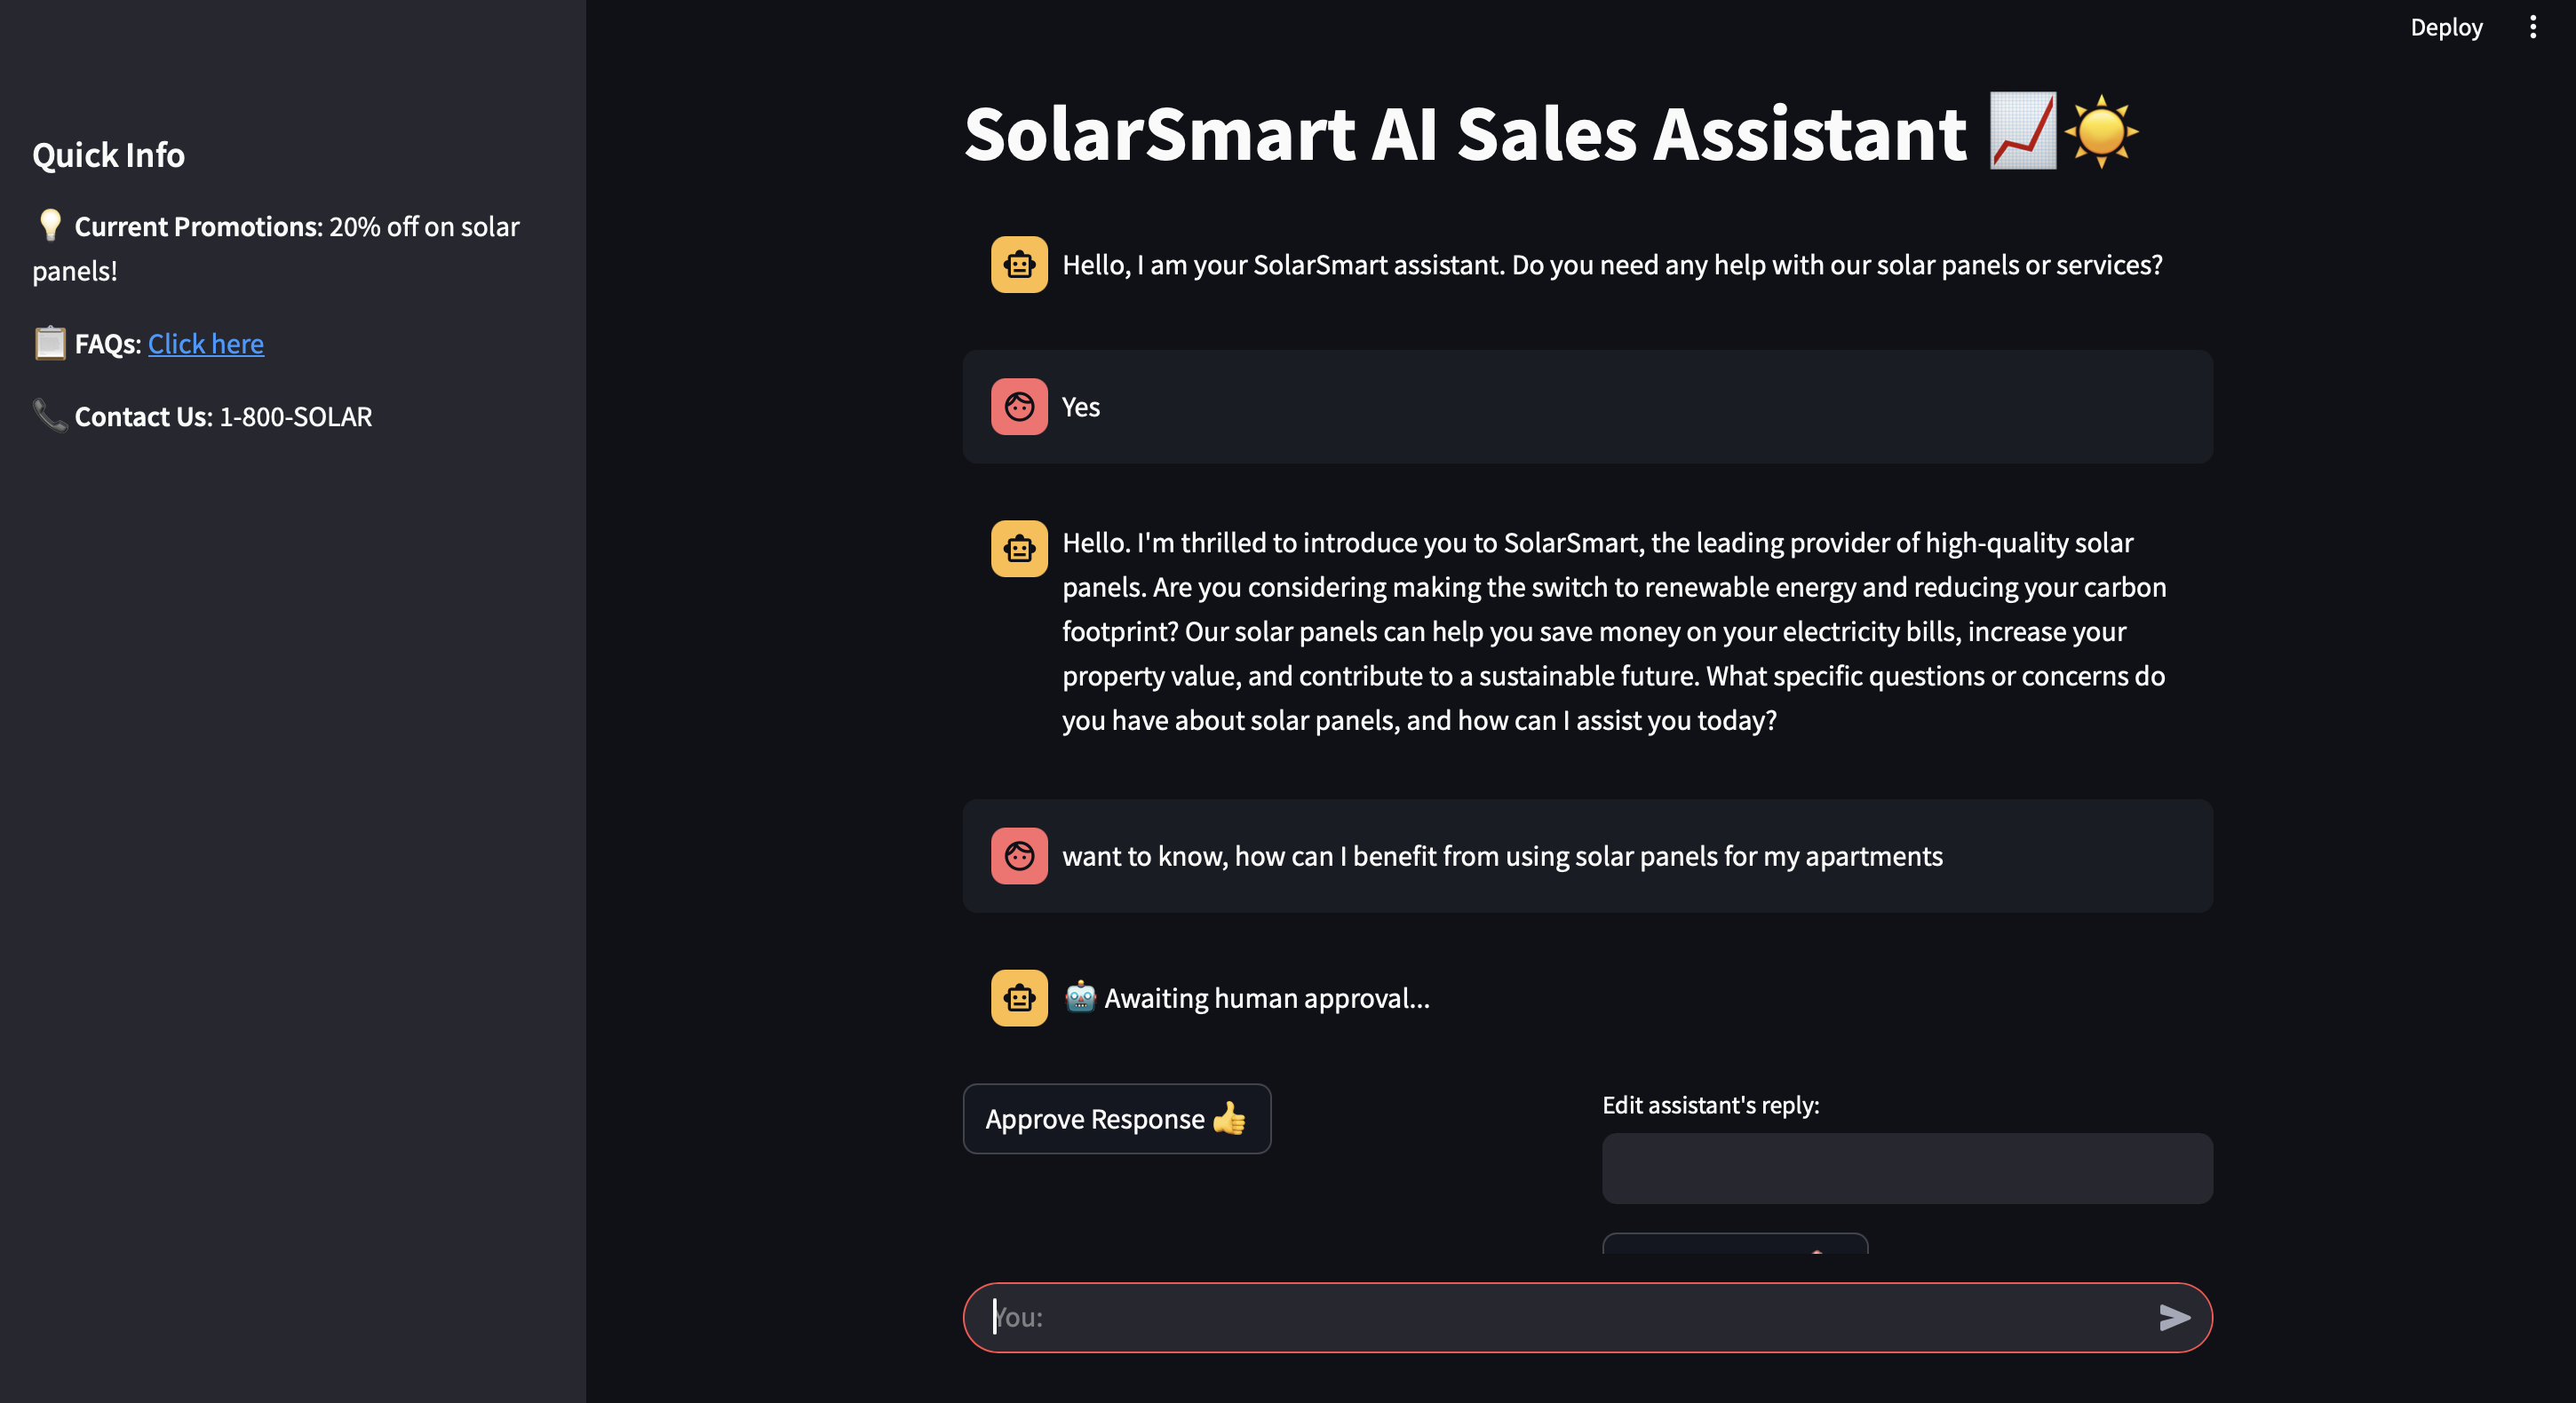 Deploy
Quick Info
💡 Current Promotions: 20% off on solar
panels!
📋 FAQs: Click here
📞 Contact Us: 1-800-SOLAR
SolarSmart AI Sales Assistant 📈☀️
Hello, I am your SolarSmart assistant. Do you need any help with our solar panels or services?
Yes
Hello. I'm thrilled to introduce you to SolarSmart, the leading provider of high-quality solar
panels. Are you considering making the switch to renewable energy and reducing your carbon
footprint? Our solar panels can help you save money on your electricity bills, increase your
property value, and contribute to a sustainable future. What specific questions or concerns do
you have about solar panels, and how can I assist you today?
want to know, how can I benefit from using solar panels for my apartments
🤖 Awaiting human approval...
Approve Response 👍
Edit assistant's reply:
You: